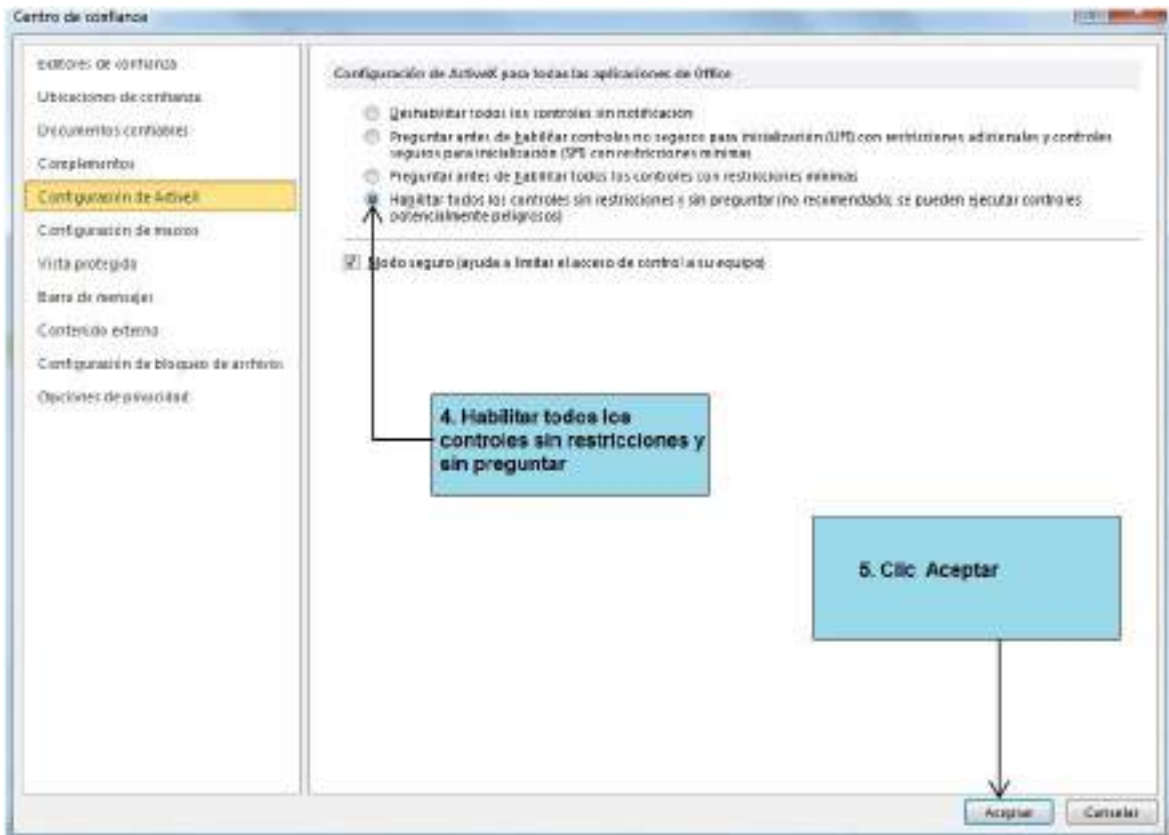 Centro de confianza
Editores de confianza
Ubicaciones de confianza
Documentos confiables
Complementos
Configuración de ActiveX
Configuración de macros
Vista protegida
Barra de mensajes
Contenido externo
Configuración de bloqueo de archivos
Opciones de privacidad
Configuración de ActiveX para todas las aplicaciones de Office
Deshabilitar todos los controles sin notificación
Preguntar antes de habilitar controles no seguros para inicialización (UFI) con restricciones adicionales y controles
seguros para inicialización (SFI) con restricciones mínimas
Preguntar antes de habilitar todos los controles con restricciones mínimas
Habilitar todos los controles sin restricciones y sin preguntar (no recomendado; se pueden ejecutar controles
potencialmente peligrosos)
Modo seguro (ayuda a limitar el acceso de control a su equipo)
4. Habilitar todos los
controles sin restricciones y
sin preguntar
5. Clic Aceptar
Aceptar
Cancelar